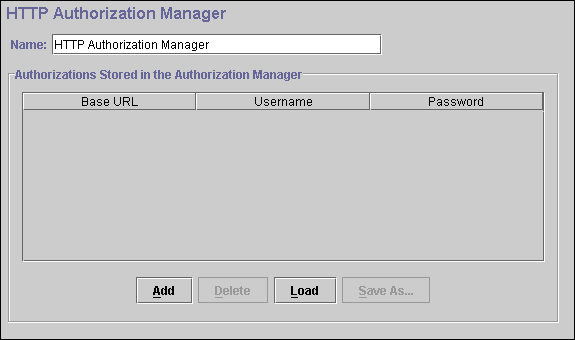 HTTP Authorization Manager
Name: HTTP Authorization Manager
Authorizations Stored in the Authorization Manager
Base URL Username Password
Add Delete Load Save As...